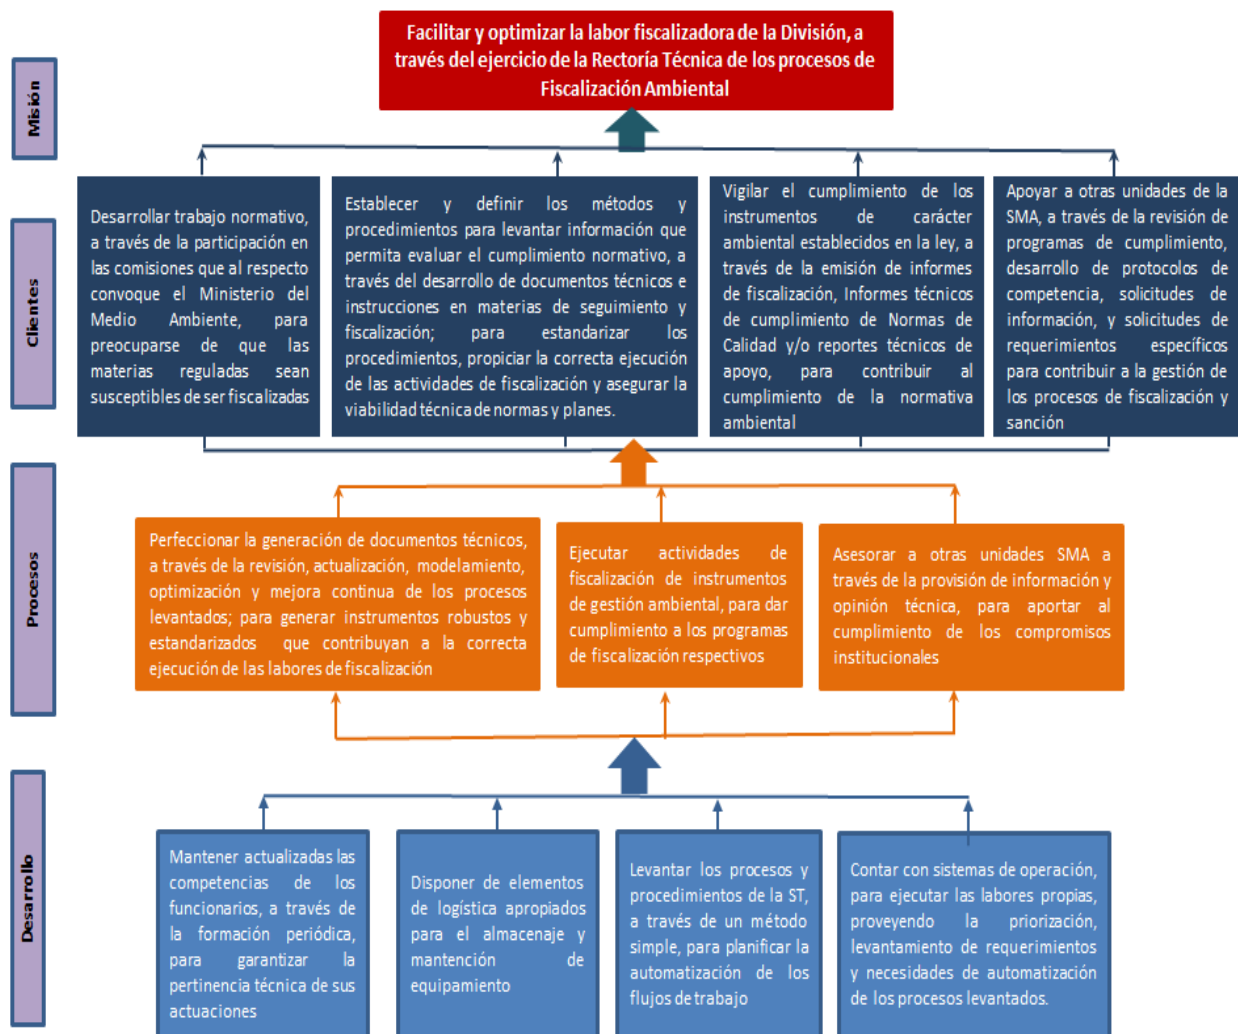 Facilitar y optimizar la labor fiscalizadora de la División, a
través del ejercicio de la Rectoría Técnica de los procesos de
Fiscalización Ambiental
Misión
Desarrollar trabajo normativo,
a través de la participación en
las comisiones que al respecto
convoque el Ministerio del
Medio Ambiente, para
preocuparse de que las
materias reguladas sean
susceptibles de ser fiscalizadas
Establecer y definir los métodos y
procedimientos para levantar información que
permita evaluar el cumplimiento normativo, a
través del desarrollo de documentos técnicos e
instrucciones en materias de seguimiento y
fiscalización; para estandarizar los
procedimientos, propiciar la correcta ejecución
de las actividades de fiscalización y asegurar la
viabilidad técnica de normas y planes.
Vigilar el cumplimiento de los
instrumentos de carácter
ambiental establecidos en la ley, a
través de la emisión de informes
de fiscalización, Informes técnicos
de cumplimiento de Normas de
Calidad y/o reportes técnicos de
apoyo, para contribuir al
cumplimiento de la normativa
ambiental
Apoyar a otras unidades de la
SMA, a través de la revisión de
programas de cumplimiento,
desarrollo de protocolos de
competencia, solicitudes de
información, y solicitudes de
requerimientos específicos
para contribuir a la gestión de
los procesos de fiscalización y
sanción
Clientes
Perfeccionar la generación de documentos técnicos,
a través de la revisión, actualización, modelamiento,
optimización y mejora continua de los procesos
levantados; para generar instrumentos robustos y
estandarizados que contribuyan a la correcta
ejecución de las labores de fiscalización
Ejecutar actividades de
fiscalización de instrumentos
de gestión ambiental, para dar
cumplimiento a los programas
de fiscalización respectivos
Asesorar a otras unidades SMA a
través de la provisión de información y
opinión técnica, para aportar al
cumplimiento de los compromisos
institucionales
Procesos
Mantener actualizadas las
competencias de los
funcionarios, a través de
la formación periódica,
para garantizar la
pertinencia técnica de sus
actuaciones
Disponer de elementos
de logística apropiados
para el almacenaje y
mantención de
equipamiento
Levantar los procesos y
procedimientos de la ST,
a través de un método
simple, para planificar la
automatización de los
flujos de trabajo
Contar con sistemas de operación,
para ejecutar las labores propias,
proveyendo la priorización,
levantamiento de requerimientos
y necesidades de automatización
de los procesos levantados.
Desarrollo